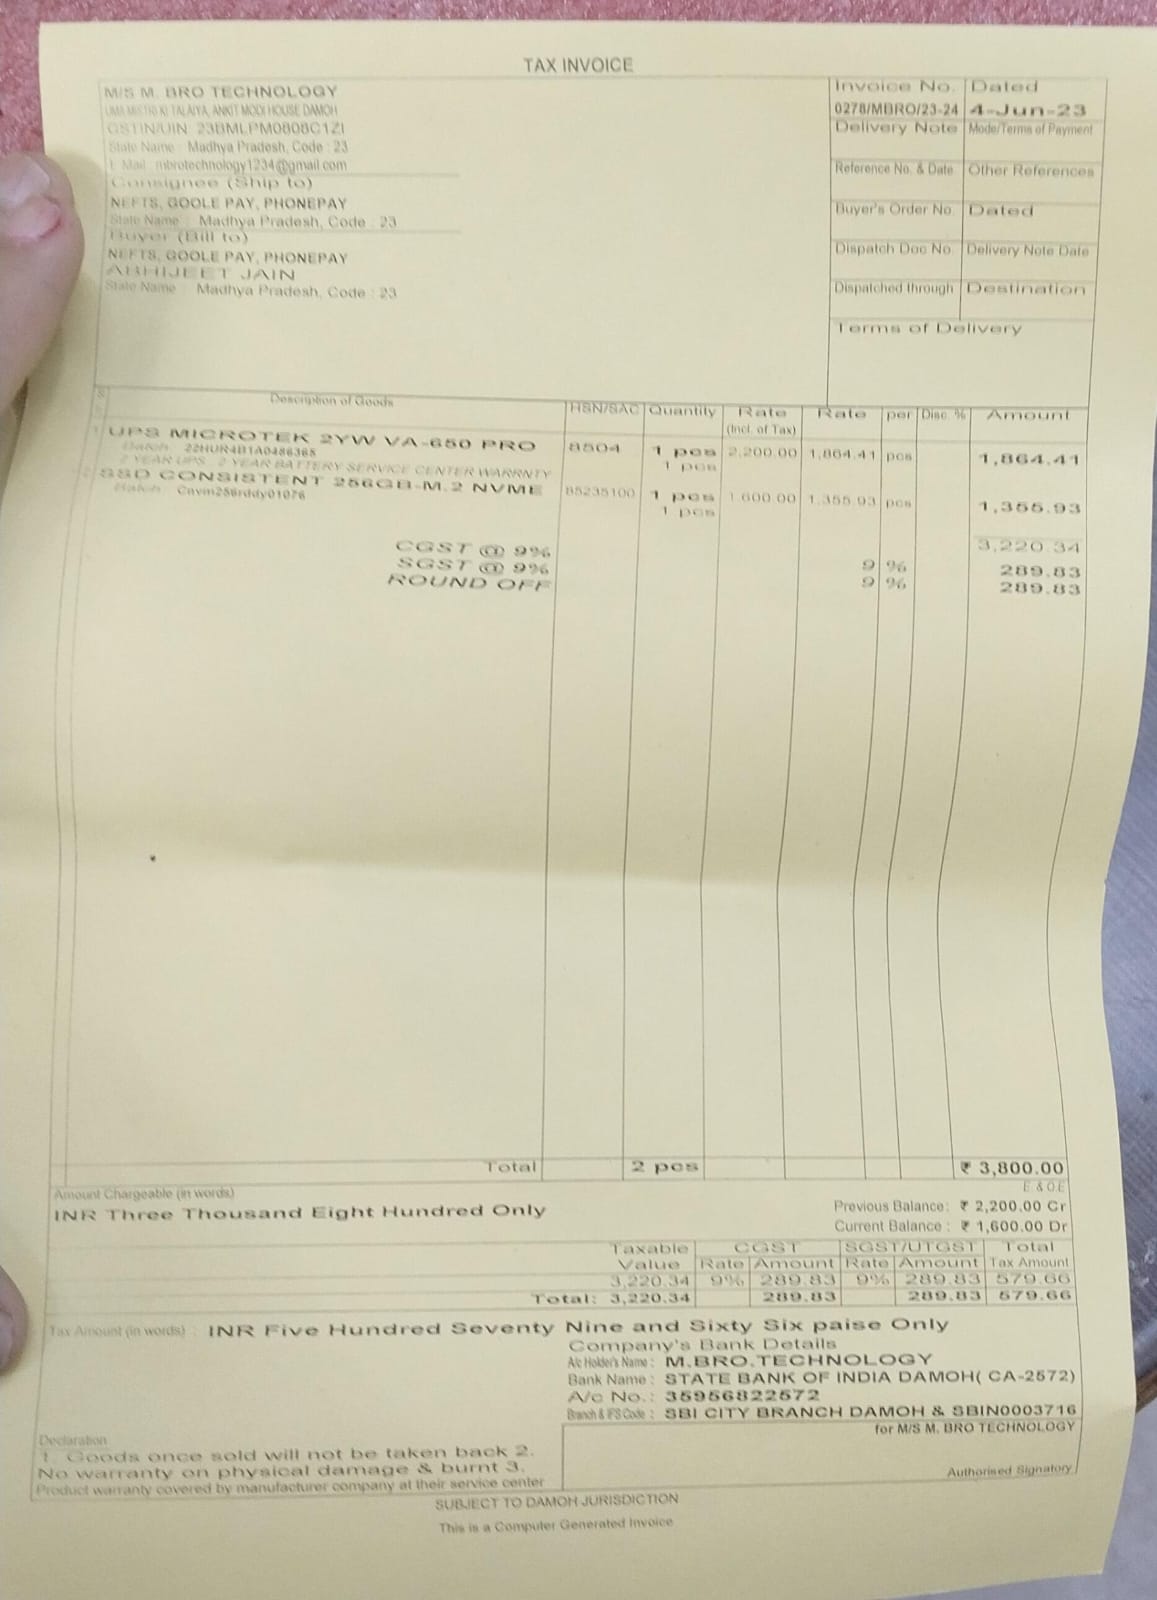 TAX INVOICE
M/S M. BRO TECHNOLOGY
UMA MISTRI KI TALAIYA, ANKIT MODI HOUSE DAMOH
GSTIN/UIN 23BMLPM0808C1ZI
State Name : Madhya Pradesh, Code : 23
E-Mail : mbrotechnology1234@gmail.com
Consignee (Ship to)
NEFTS, GOOLE PAY, PHONEPAY
State Name : Madhya Pradesh, Code : 23
Buyer (Bill to)
NEFTS, GOOLE PAY, PHONEPAY
ABHIJEET JAIN
State Name : Madhya Pradesh, Code : 23
Invoice No. Dated
0278/MBRO/23-24 4-Jun-23
Delivery Note Mode/Terms of Payment
Reference No. & Date Other References
Buyer's Order No. Dated
Dispatch Doc No. Delivery Note Date
Dispatched through Destination
Terms of Delivery
S Description of Goods HSN/SAC Quantity Rate Rate per Disc. % Amount
(Incl. of Tax)
1 UPS MICROTEK 2YW VA-650 PRO 8504 1 pcs 2,200.00 1,864.41 pcs 1,864.41
Batch : 22HUR4B1A0486365 1 pcs
2 YEAR UPS 2 YEAR BATTERY SERVICE CENTER WARRNTY
2 SSD CONSISTENT 256GB-M.2 NVME 85235100 1 pcs 1,600.00 1,355.93 pcs 1,355.93
Batch : Cnvm256rddy01076 1 pcs
3,220.34
CGST @ 9% 9 % 289.83
SGST @ 9% 9 % 289.83
ROUND OFF
Total 2 pcs ₹ 3,800.00
Amount Chargeable (in words) E & O.E
INR Three Thousand Eight Hundred Only
Previous Balance : ₹ 2,200.00 Cr
Current Balance : ₹ 1,600.00 Dr
Taxable CGST SGST/UTGST Total
Value Rate Amount Rate Amount Tax Amount
3,220.34 9% 289.83 9% 289.83 579.66
Total: 3,220.34 289.83 289.83 579.66
Tax Amount (in words) : INR Five Hundred Seventy Nine and Sixty Six paise Only
Company's Bank Details
A/c Holder's Name : M.BRO.TECHNOLOGY
Bank Name : STATE BANK OF INDIA DAMOH( CA-2572)
A/c No. : 35956822572
Branch & IFS Code : SBI CITY BRANCH DAMOH & SBIN0003716
for M/S M. BRO TECHNOLOGY
Declaration
1. Goods once sold will not be taken back 2.
No warranty on physical damage & burnt 3.
Product warranty covered by manufacturer company at their service center
Authorised Signatory
SUBJECT TO DAMOH JURISDICTION
This is a Computer Generated Invoice